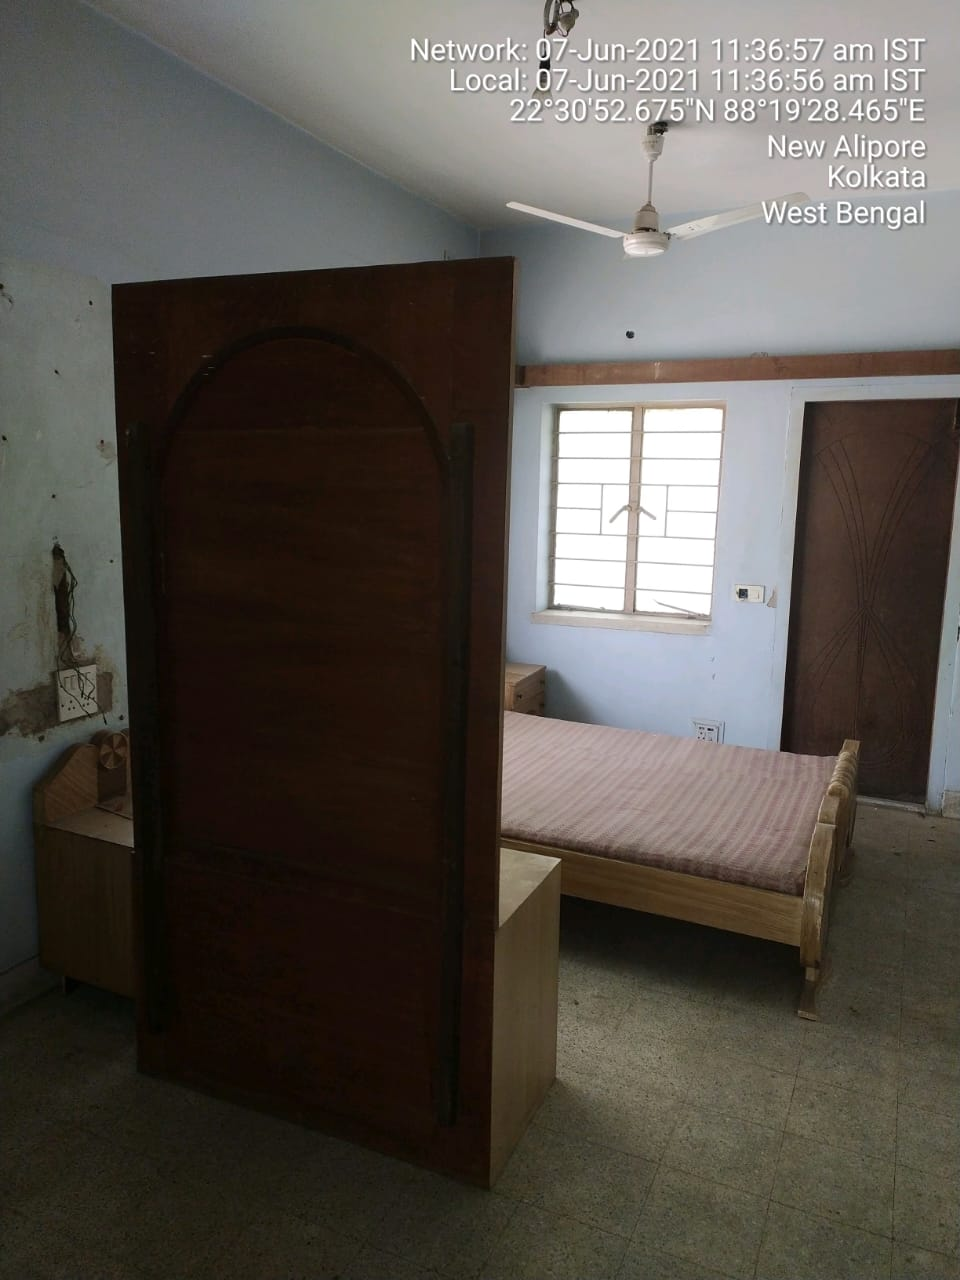 Network: 07-Jun-2021 11:36:57 am IST
Local: 07-Jun-2021 11:36:56 am IST
22°30'52.675"N 88°19'28.465"E
New Alipore
Kolkata
West Bengal